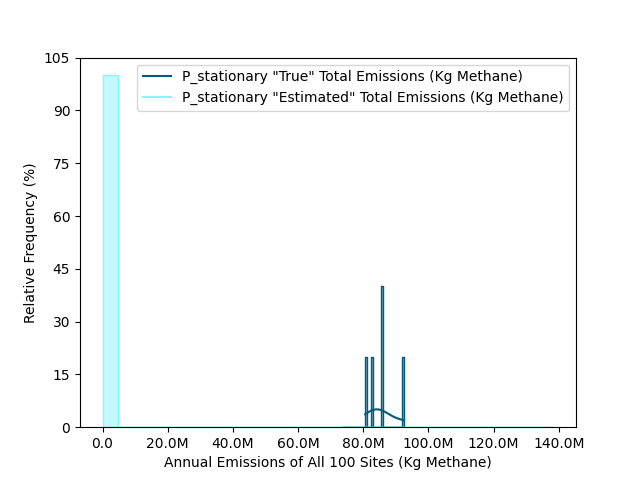 P_stationary "True" Total Emissions (Kg Methane)
P_stationary "Estimated" Total Emissions (Kg Methane)
105
90
75
60
45
30
15
0
Relative Frequency (%)
0.0 20.0M 40.0M 60.0M 80.0M 100.0M 120.0M 140.0M
Annual Emissions of All 100 Sites (Kg Methane)